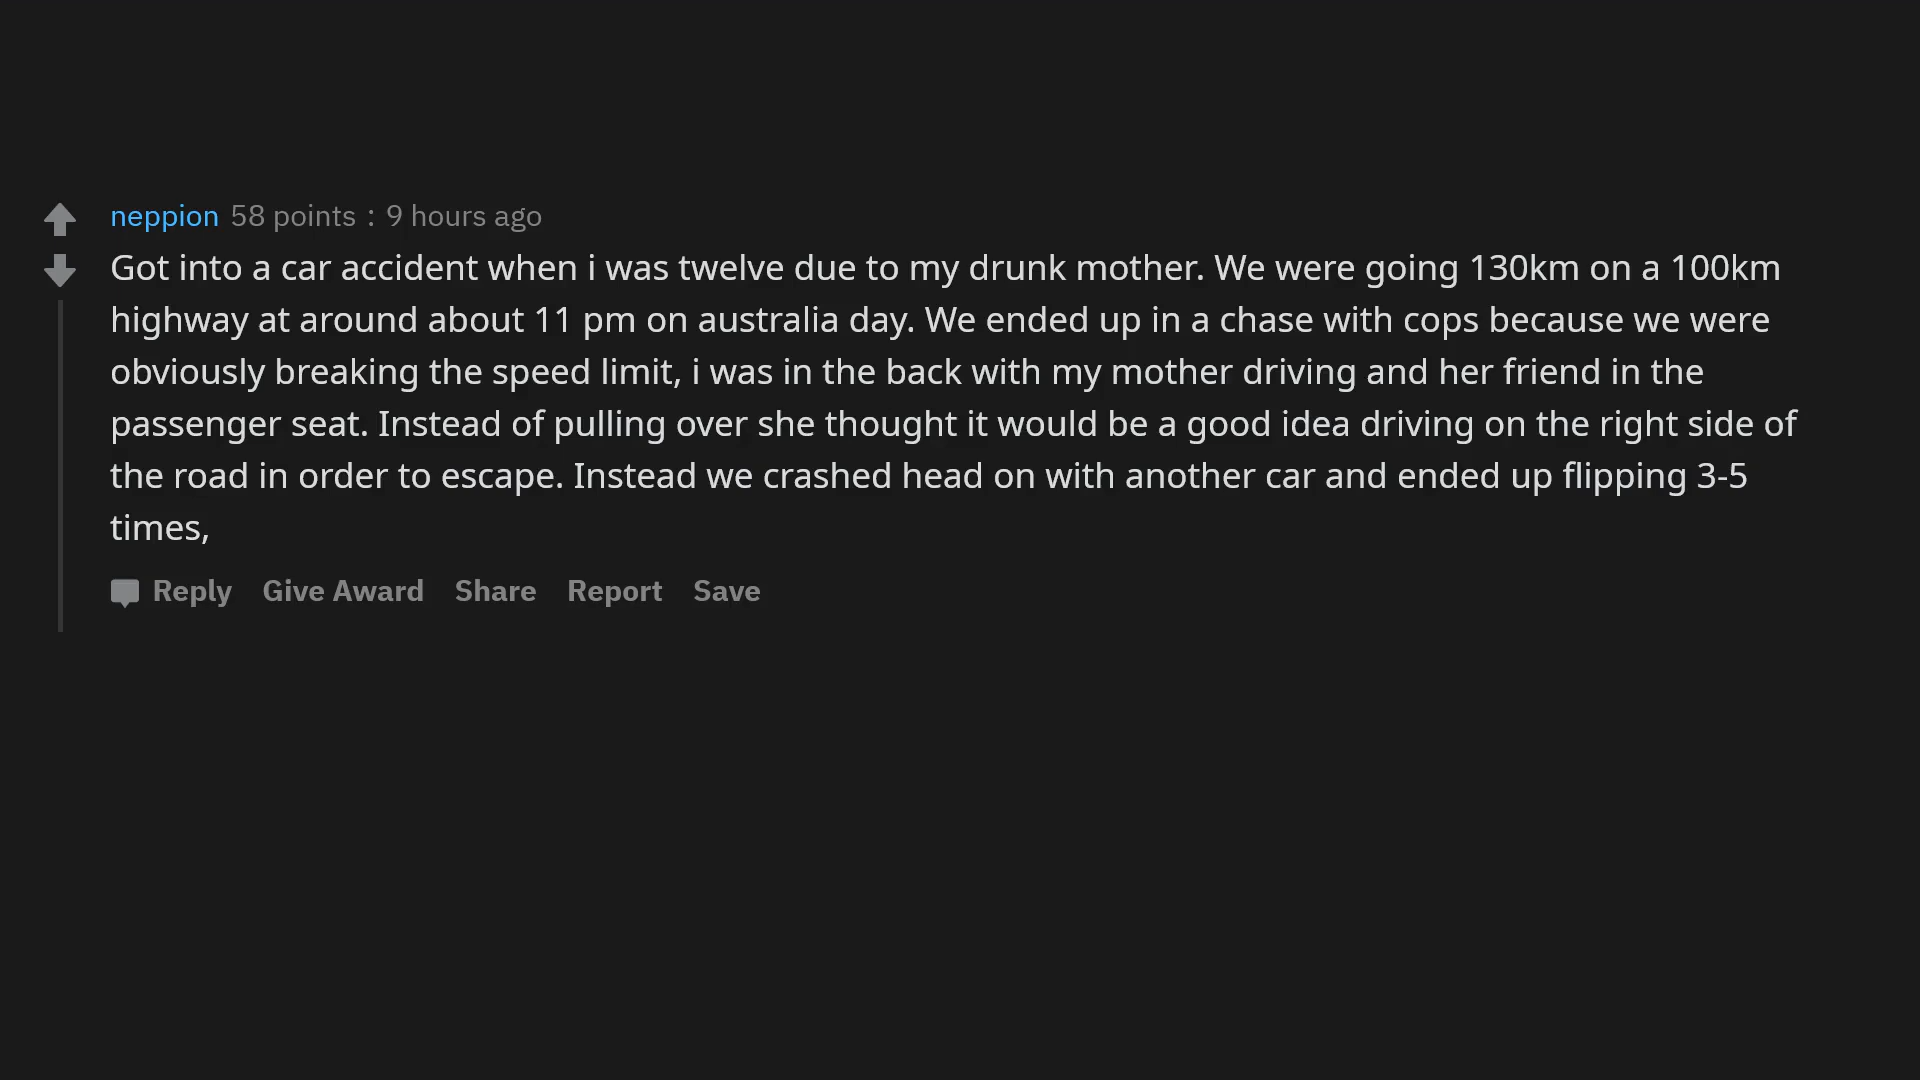 neppion 58 points : 9 hours ago
Got into a car accident when i was twelve due to my drunk mother. We were going 130km on a 100km
highway at around about 11 pm on australia day. We ended up in a chase with cops because we were
obviously breaking the speed limit, i was in the back with my mother driving and her friend in the
passenger seat. Instead of pulling over she thought it would be a good idea driving on the right side of
the road in order to escape. Instead we crashed head on with another car and ended up flipping 3-5
times,
Reply Give Award Share Report Save